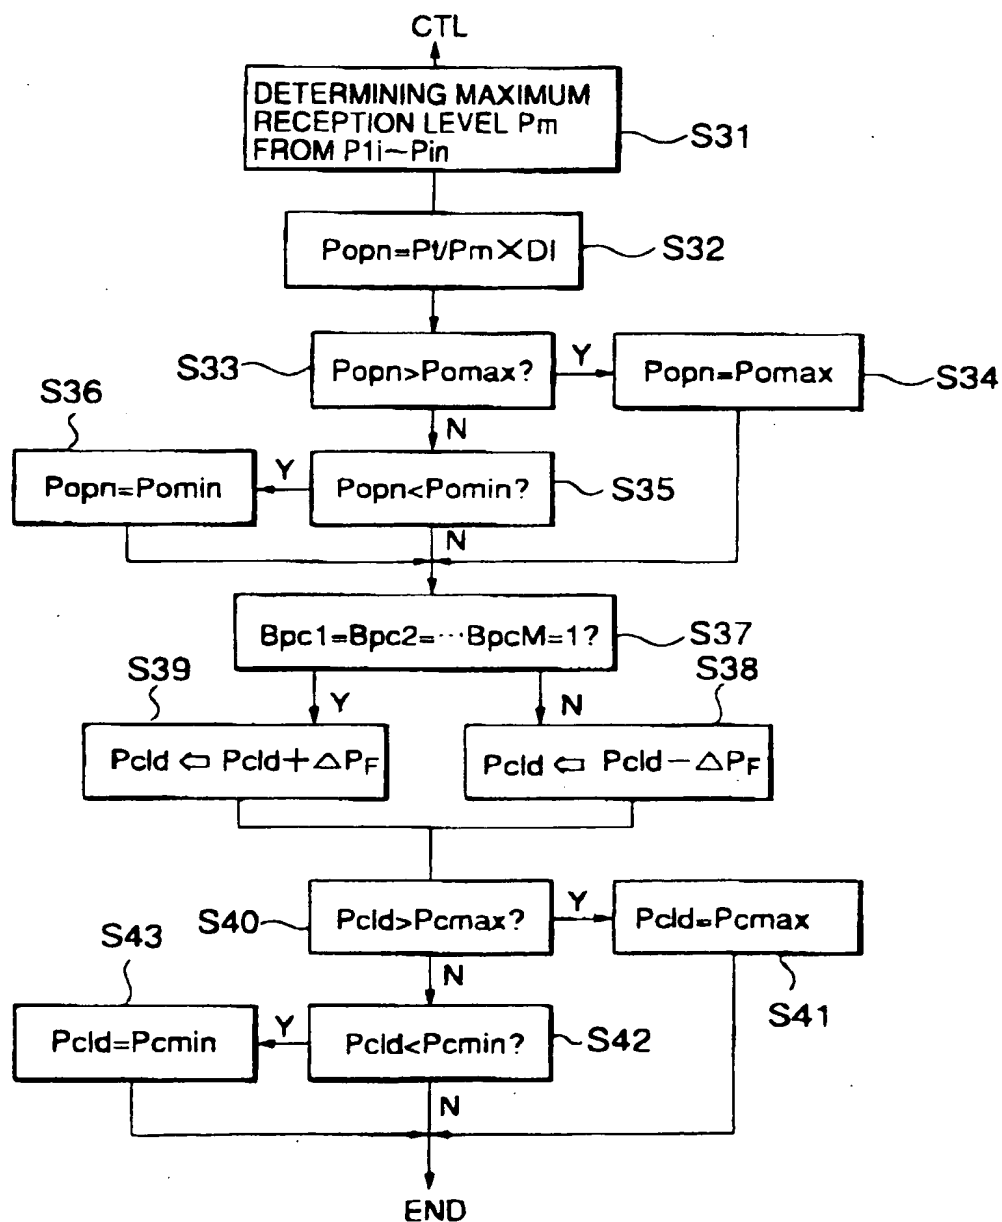 CTL
DETERMINING MAXIMUM
RECEPTION LEVEL Pm
FROM P1i~Pin
S31
Popn=Pt/Pm×DI
S32
S33
Popn>Pomax?
Y
Popn=Pomax
S34
N
S36
Popn=Pomin
Y
Popn<Pomin?
S35
N
Bpc1=Bpc2=···BpcM=1?
S37
S39
Y
S38
N
Pcld ⇦ Pcld+△PF
Pcld ⇦ Pcld−△PF
S40
Pcld>Pcmax?
Y
Pcld=Pcmax
S41
N
S43
Pcld=Pcmin
Y
Pcld<Pcmin?
S42
N
END